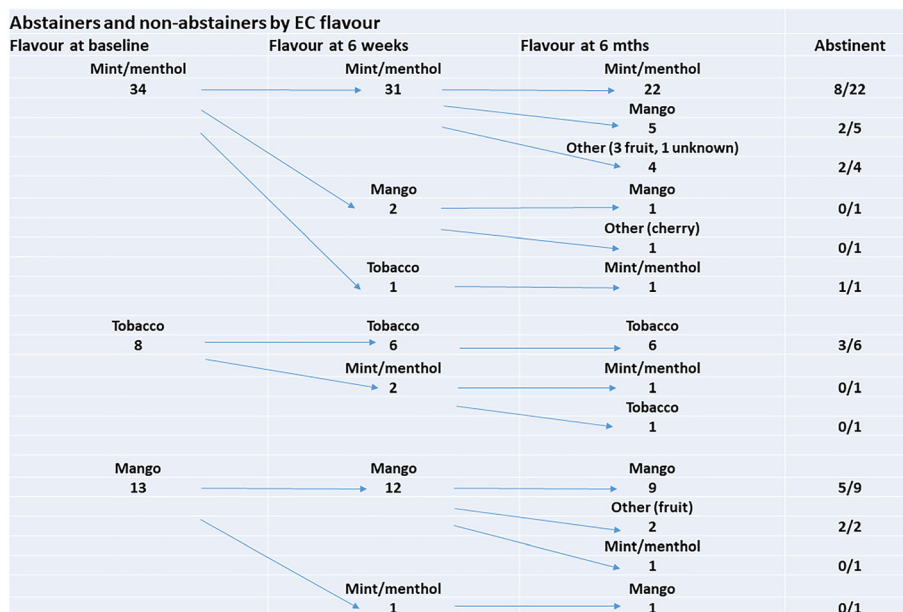 Abstainers and non-abstainers by EC flavour
Flavour at baseline Flavour at 6 weeks Flavour at 6 mths Abstinent
Mint/menthol Mint/menthol Mint/menthol
34 31 22 8/22
Mango
5 2/5
Other (3 fruit, 1 unknown)
4 2/4
Mango Mango
2 1 0/1
Other (cherry)
1 0/1
Tobacco Mint/menthol
1 1 1/1
Tobacco Tobacco Tobacco
8 6 6 3/6
Mint/menthol Mint/menthol
2 1 0/1
Tobacco
1 0/1
Mango Mango Mango
13 12 9 5/9
Other (fruit)
2 2/2
Mint/menthol
1 0/1
Mint/menthol Mango
1 1 0/1